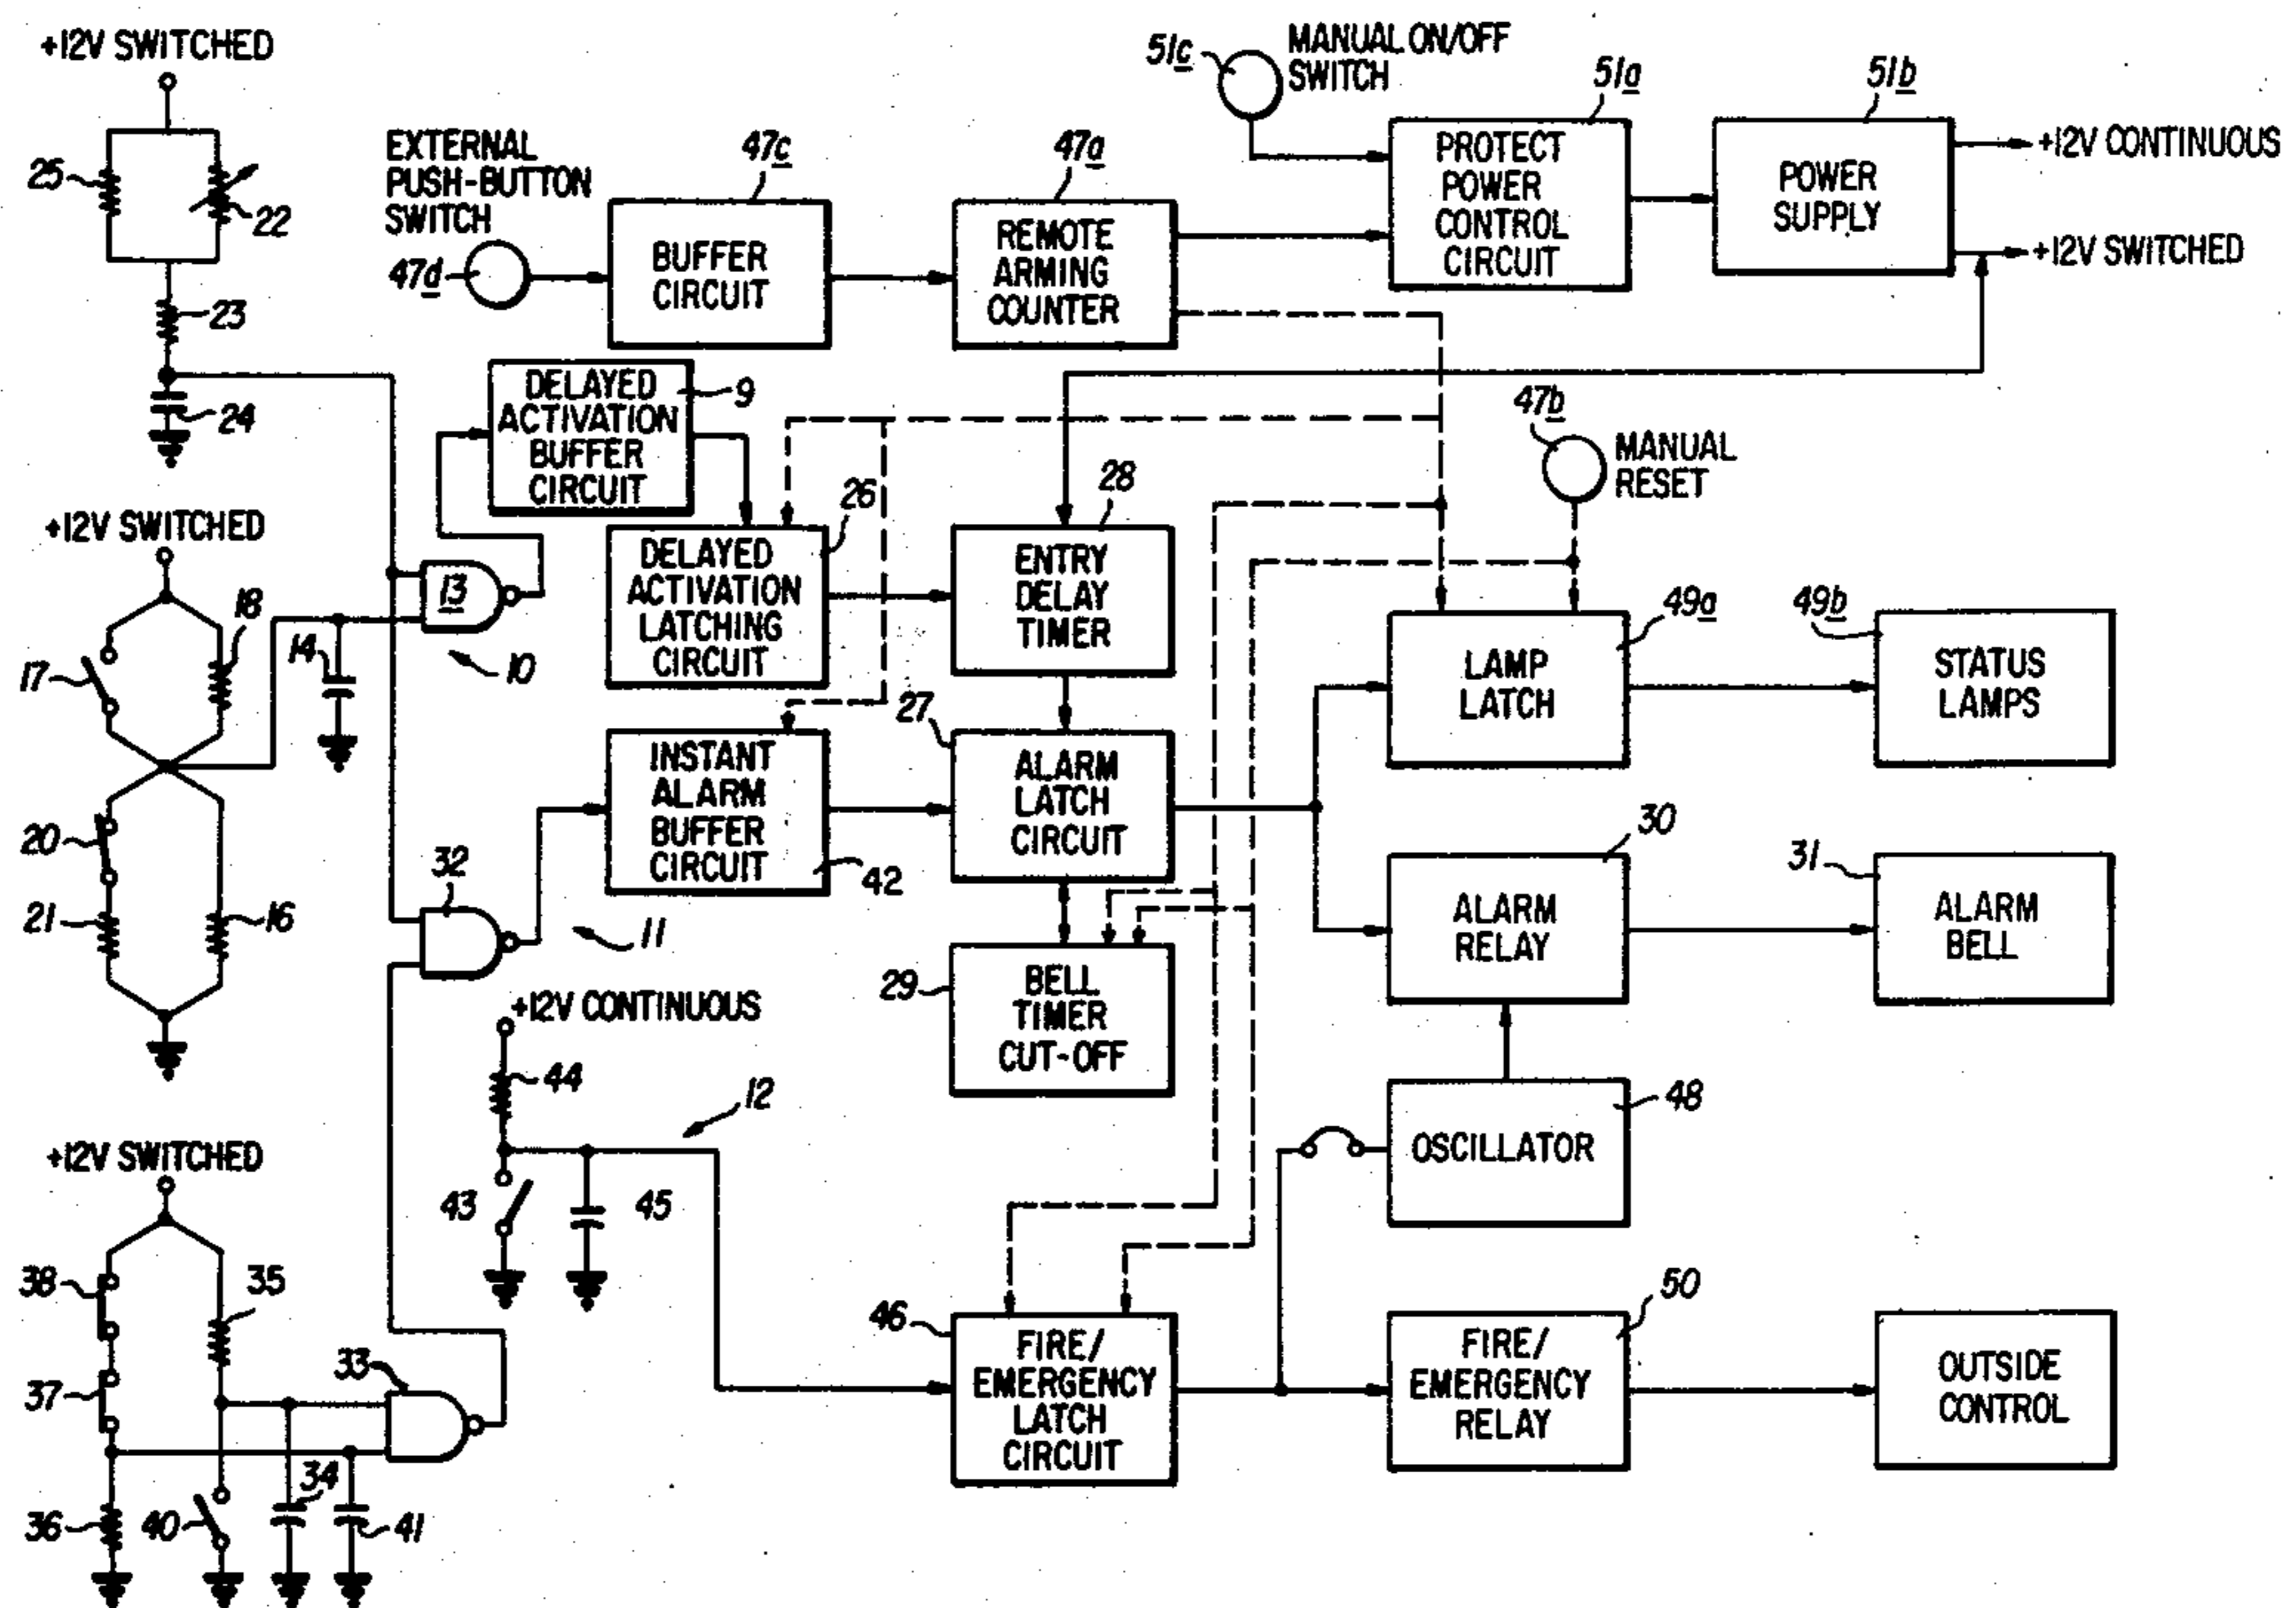 +12V SWITCHED
25
22
23
24
EXTERNAL
PUSH-BUTTON
SWITCH
47d
47c
BUFFER
CIRCUIT
47a
REMOTE
ARMING
COUNTER
51c
MANUAL ON/OFF
SWITCH
51a
PROTECT
POWER
CONTROL
CIRCUIT
51b
POWER
SUPPLY
+12V CONTINUOUS
+12V SWITCHED
DELAYED
ACTIVATION
BUFFER
CIRCUIT
9
47b
MANUAL
RESET
+12V SWITCHED
17
18
14
13
10
26
DELAYED
ACTIVATION
LATCHING
CIRCUIT
28
ENTRY
DELAY
TIMER
49a
LAMP
LATCH
49b
STATUS
LAMPS
20
21
16
32
11
INSTANT
ALARM
BUFFER
CIRCUIT
42
27
ALARM
LATCH
CIRCUIT
30
ALARM
RELAY
31
ALARM
BELL
29
BELL
TIMER
CUT-OFF
+12V CONTINUOUS
44
12
43
45
48
OSCILLATOR
+12V SWITCHED
38
35
37
33
34
36
40
41
46
FIRE/
EMERGENCY
LATCH
CIRCUIT
50
FIRE/
EMERGENCY
RELAY
OUTSIDE
CONTROL